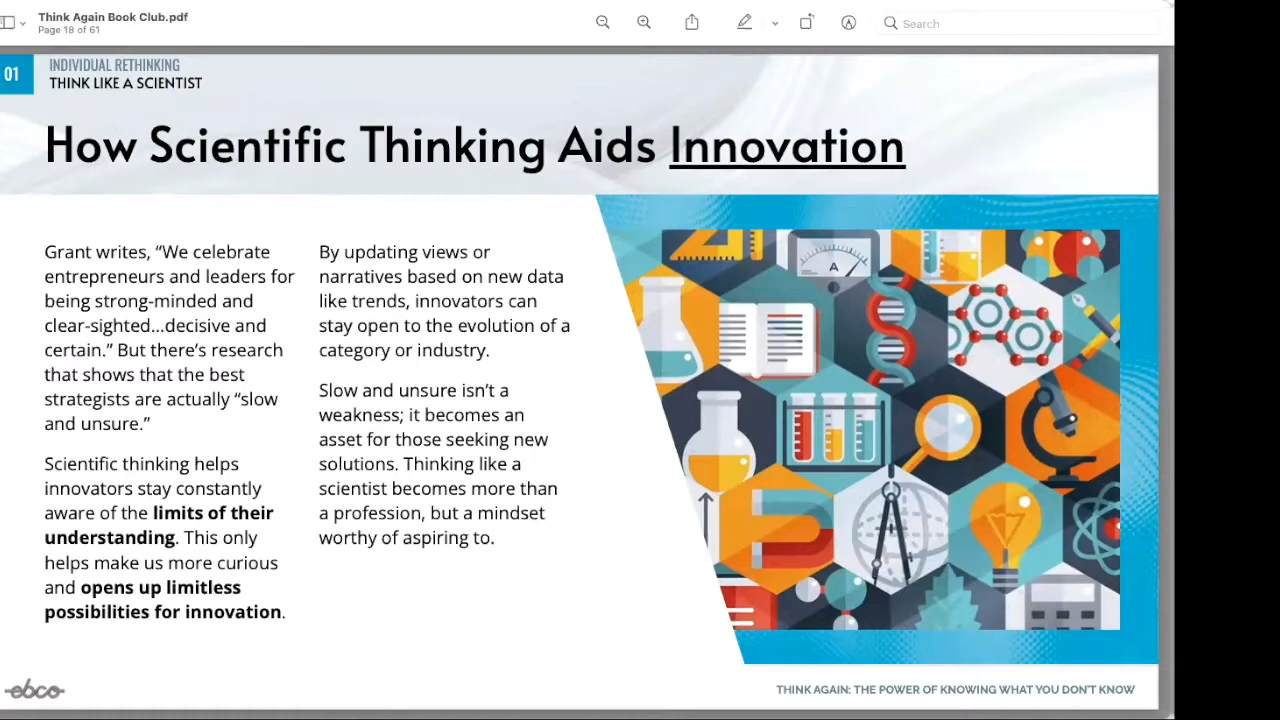 Think Again Book Club.pdf
Page 18 of 61
Search
01
INDIVIDUAL RETHINKING
THINK LIKE A SCIENTIST
How Scientific Thinking Aids Innovation
Grant writes, “We celebrate
entrepreneurs and leaders for
being strong-minded and
clear-sighted...decisive and
certain.” But there’s research
that shows that the best
strategists are actually “slow
and unsure.”
Scientific thinking helps
innovators stay constantly
aware of the limits of their
understanding. This only
helps make us more curious
and opens up limitless
possibilities for innovation.
By updating views or
narratives based on new data
like trends, innovators can
stay open to the evolution of a
category or industry.
Slow and unsure isn’t a
weakness; it becomes an
asset for those seeking new
solutions. Thinking like a
scientist becomes more than
a profession, but a mindset
worthy of aspiring to.
A
ebco
THINK AGAIN: THE POWER OF KNOWING WHAT YOU DON'T KNOW